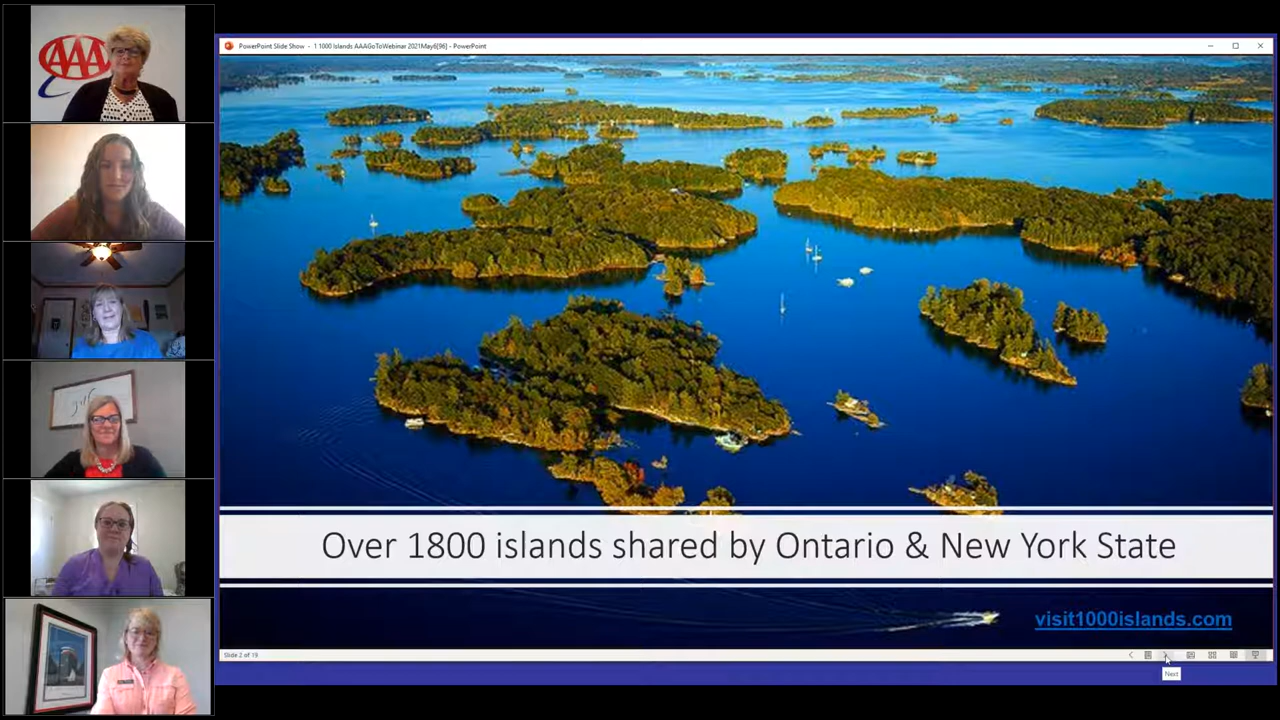 AAA
PowerPoint Slide Show - 1 1000 Islands AAAGoToWebinar 2021May6[96] - PowerPoint
Over 1800 islands shared by Ontario & New York State
visit1000islands.com
Slide 2 of 19
Next